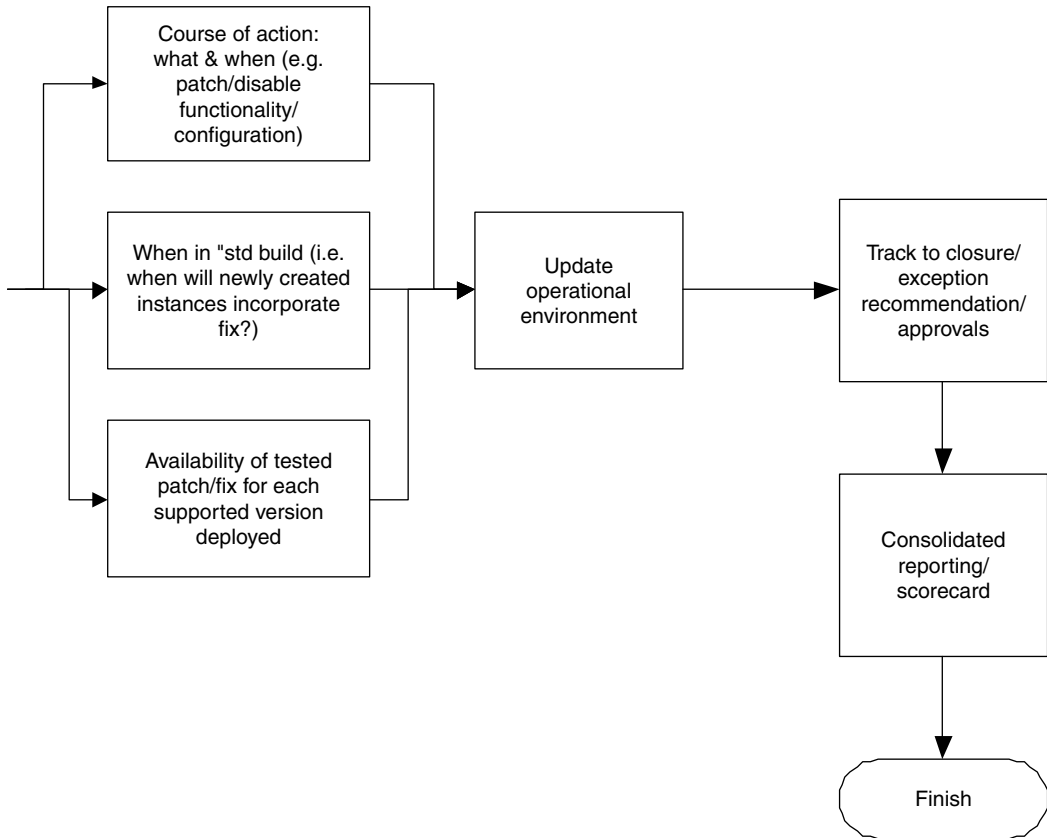 Course of action:
what & when (e.g.
patch/disable
functionality/
configuration)
When in "std build (i.e.
when will newly created
instances incorporate
fix?)
Availability of tested
patch/fix for each
supported version
deployed
Update
operational
environment
Track to closure/
exception
recommendation/
approvals
Consolidated
reporting/
scorecard
Finish